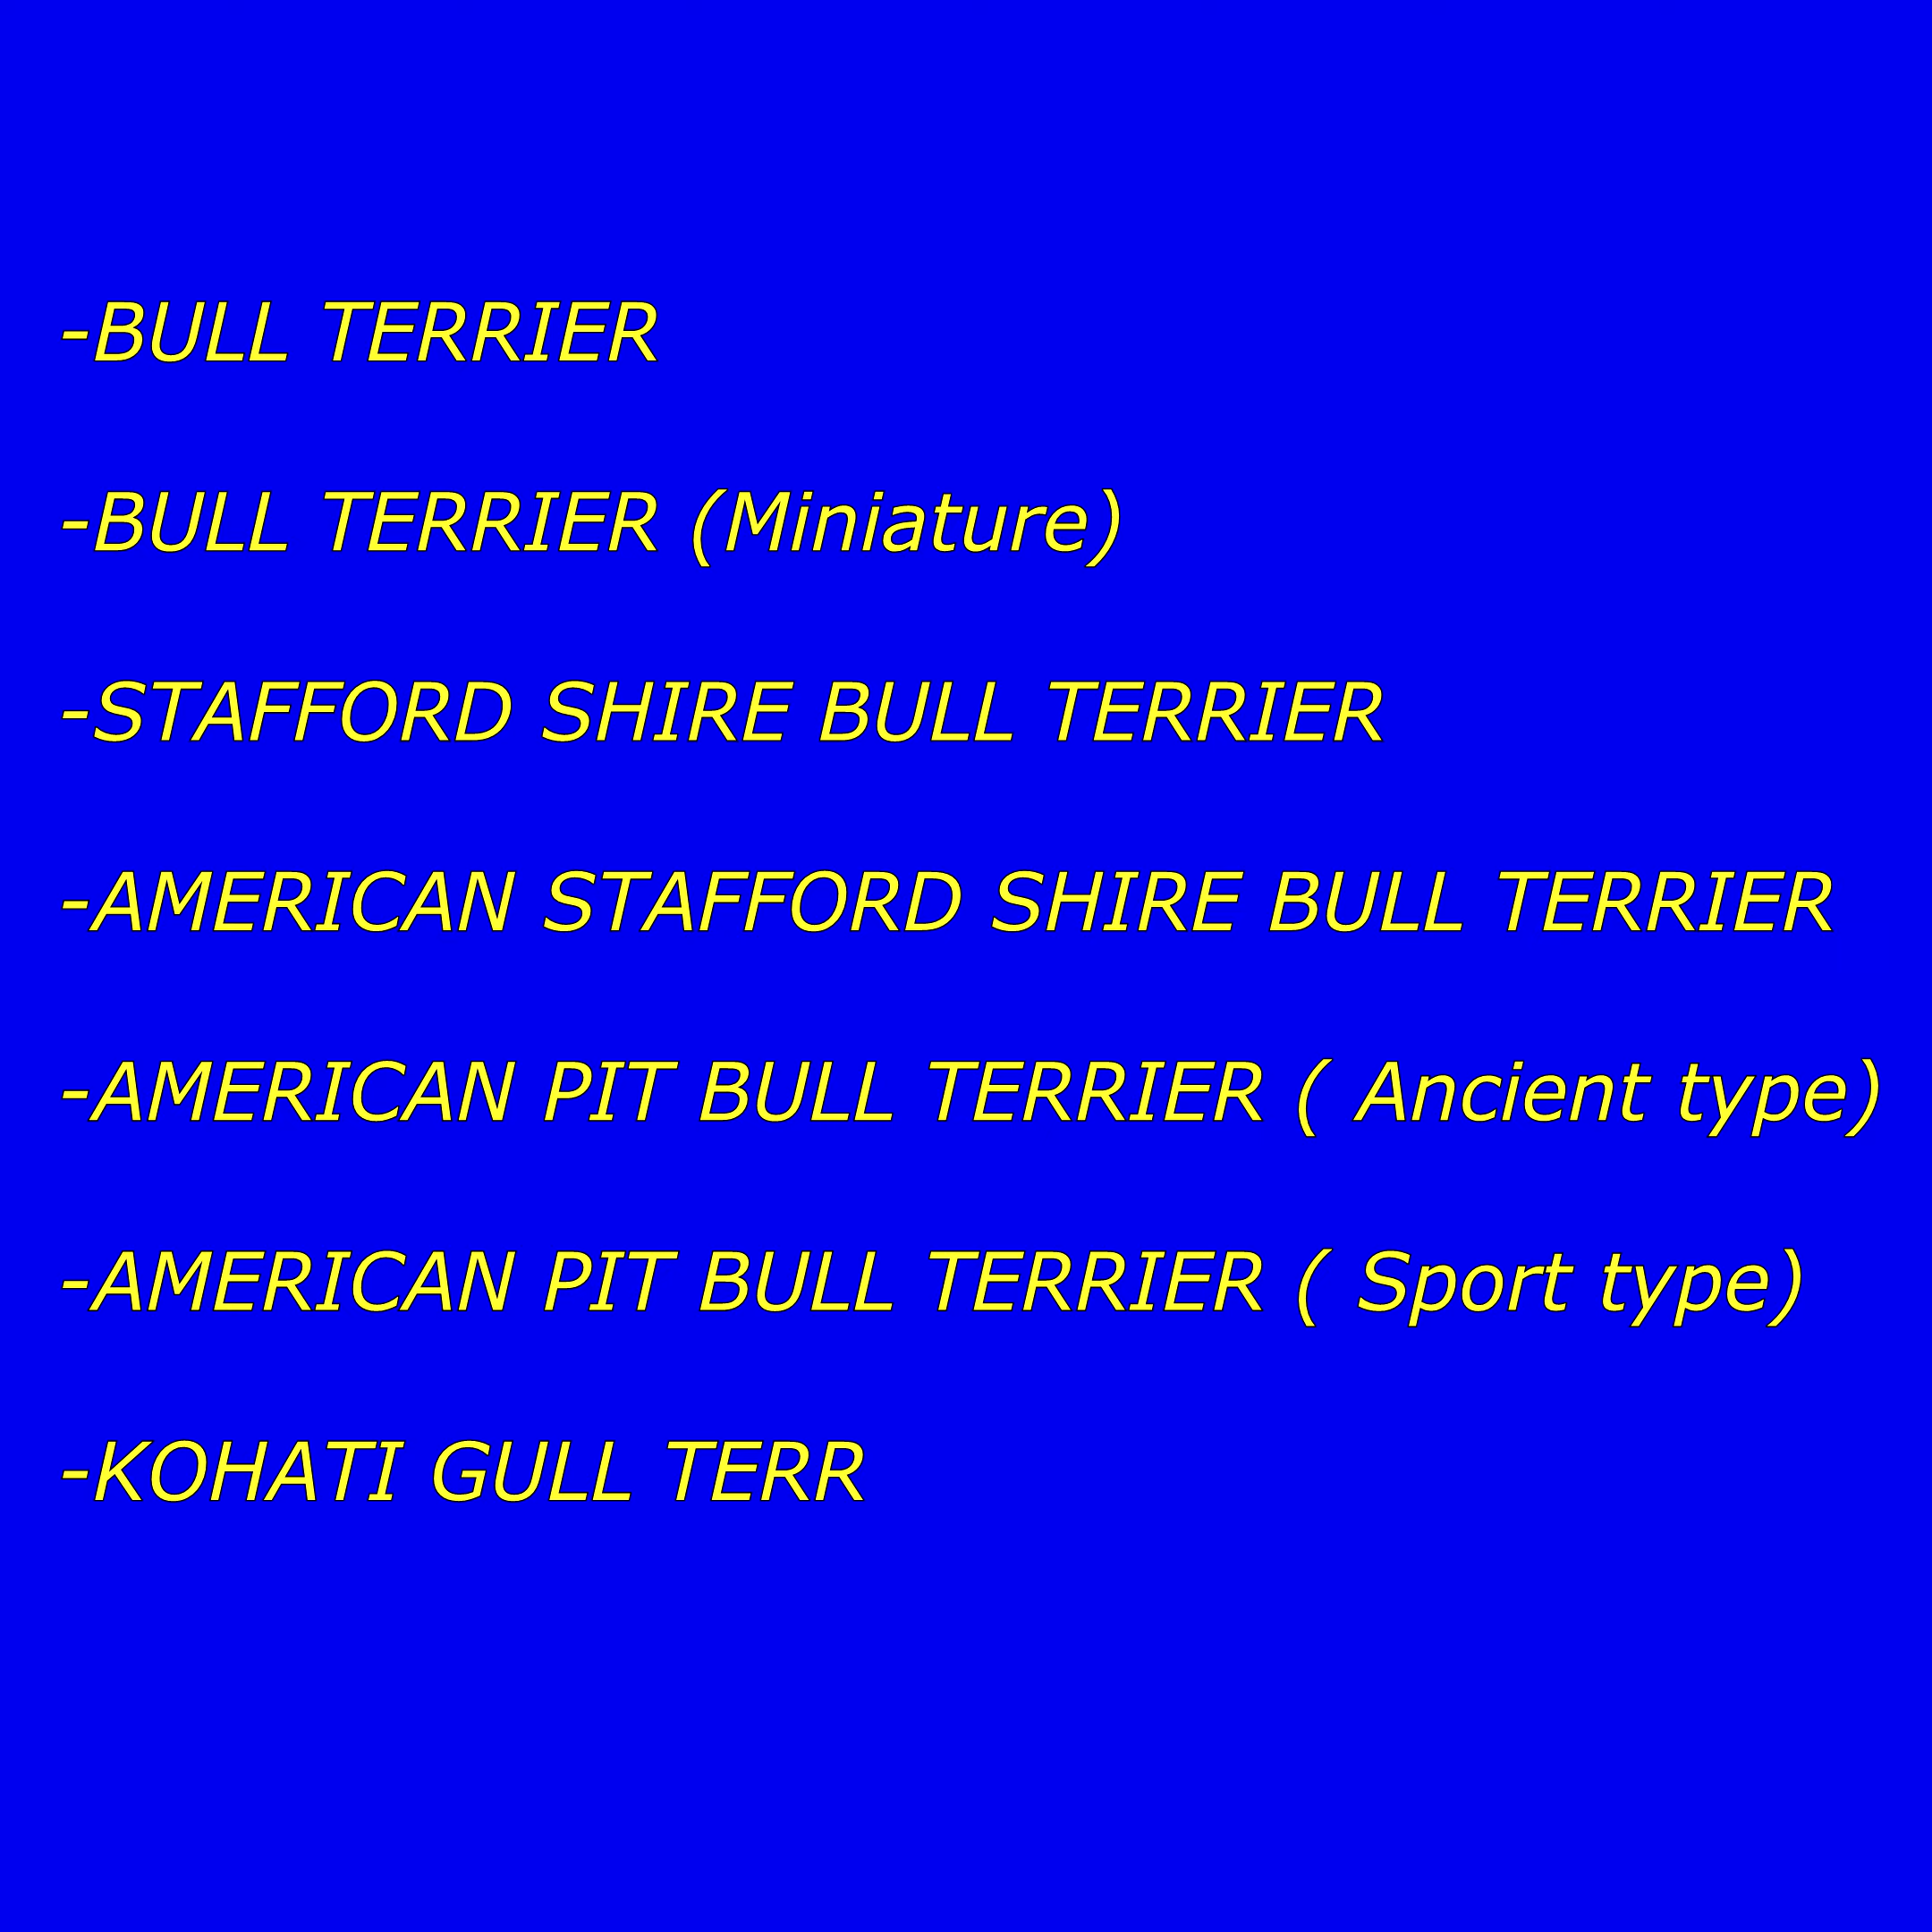 -BULL TERRIER
-BULL TERRIER (Miniature)
-STAFFORD SHIRE BULL TERRIER
-AMERICAN STAFFORD SHIRE BULL TERRIER
-AMERICAN PIT BULL TERRIER ( Ancient type)
-AMERICAN PIT BULL TERRIER ( Sport type)
-KOHATI GULL TERR